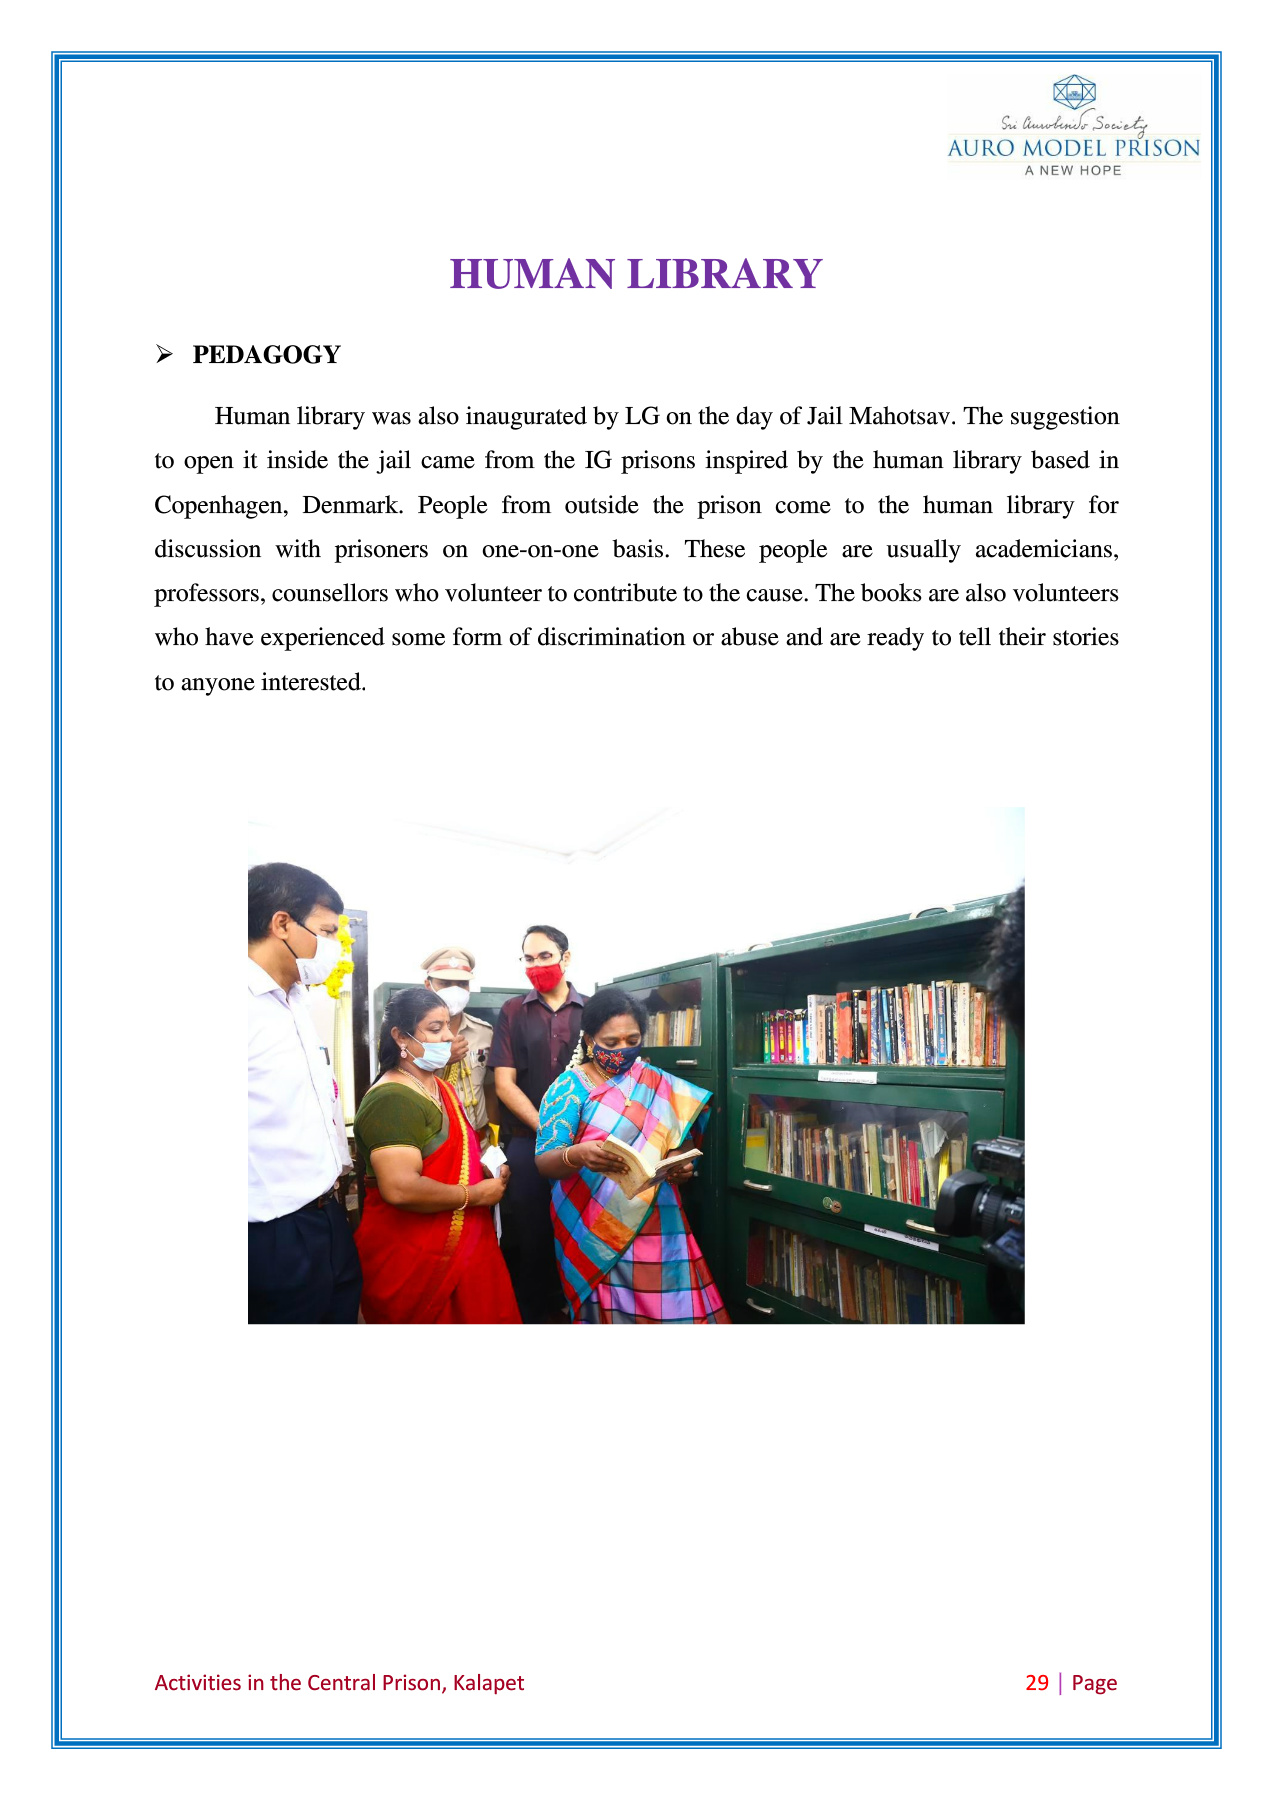 Sri Aurobindo Society
AURO MODEL PRISON
A NEW HOPE
HUMAN LIBRARY
➢ PEDAGOGY
Human library was also inaugurated by LG on the day of Jail Mahotsav. The suggestion
to open it inside the jail came from the IG prisons inspired by the human library based in
Copenhagen, Denmark. People from outside the prison come to the human library for
discussion with prisoners on one-on-one basis. These people are usually academicians,
professors, counsellors who volunteer to contribute to the cause. The books are also volunteers
who have experienced some form of discrimination or abuse and are ready to tell their stories
to anyone interested.
Activities in the Central Prison, Kalapet
29 | Page